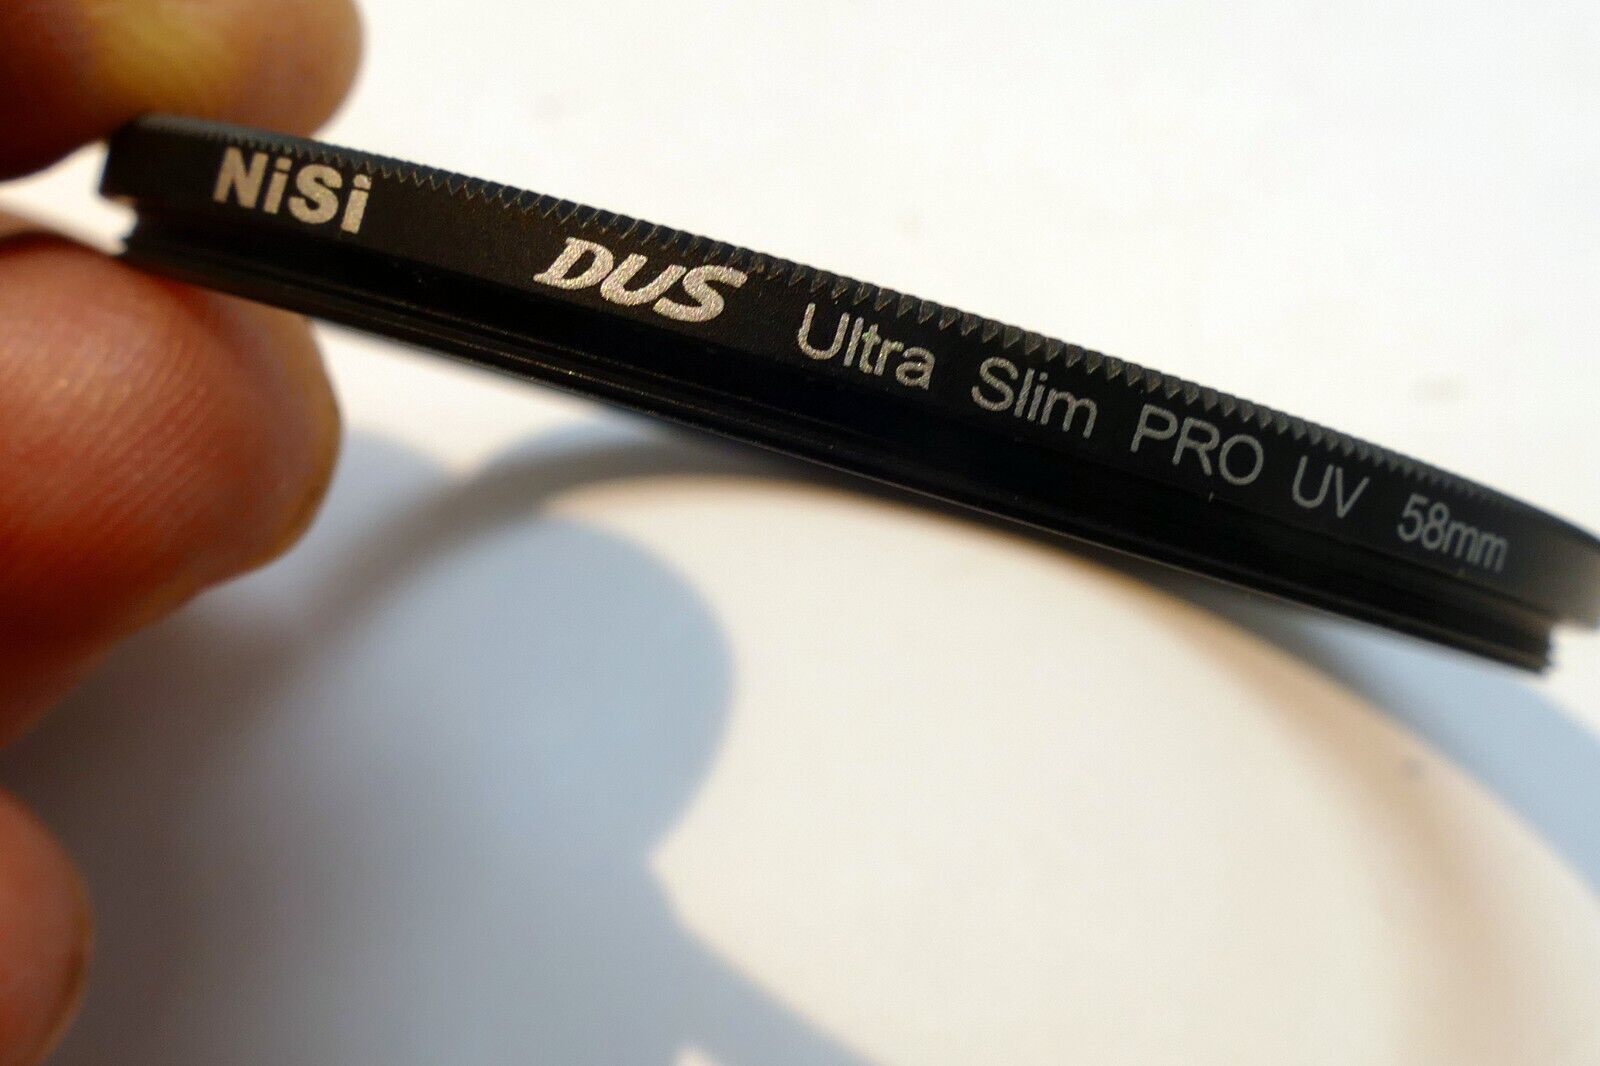 NiSi DUS Ultra Slim PRO UV 58mm